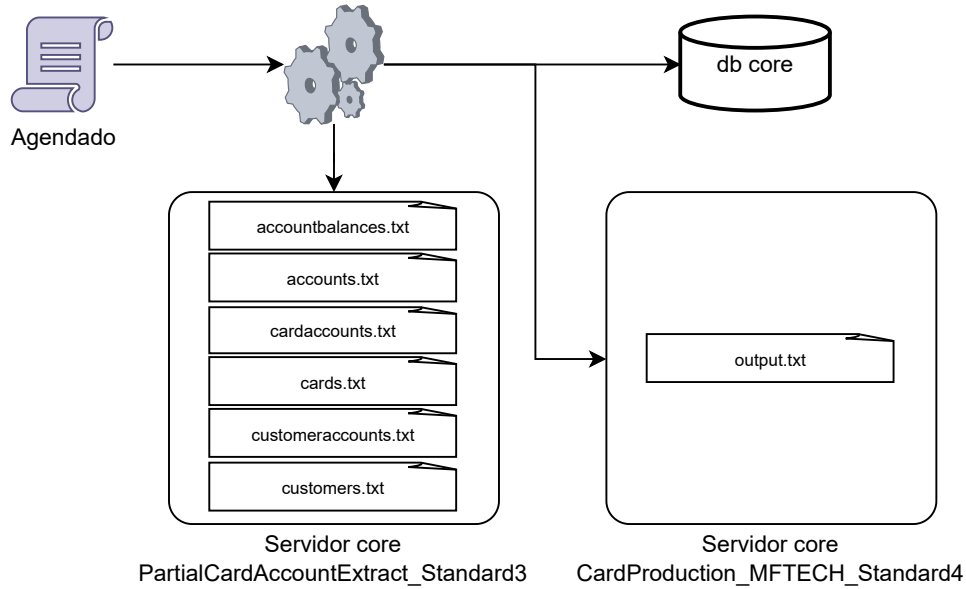 db core
Agendado
accountbalances.txt
accounts.txt
cardaccounts.txt
cards.txt
customeraccounts.txt
customers.txt
output.txt
Servidor core
PartialCardAccountExtract_Standard3
Servidor core
CardProduction_MFTECH_Standard4